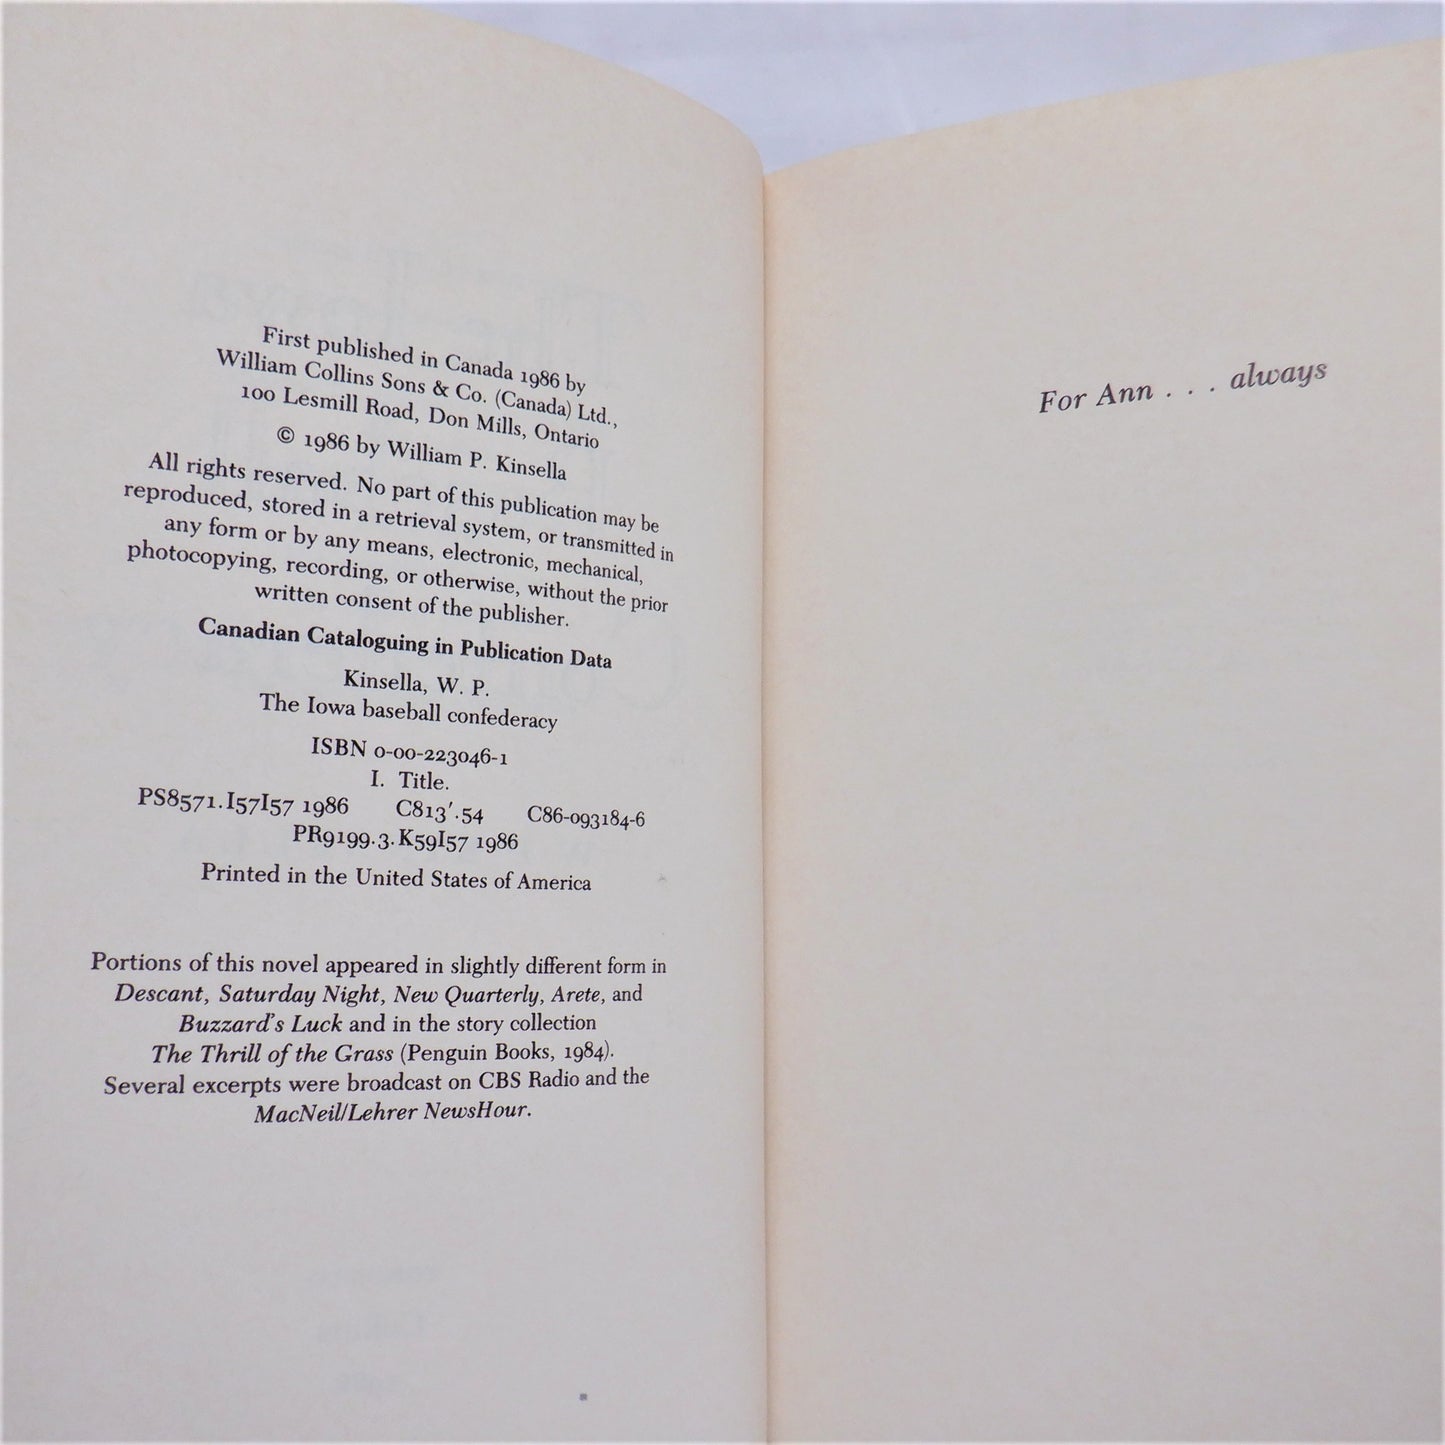 First published in Canada 1986 by
William Collins Sons & Co. (Canada) Ltd.,
100 Lesmill Road, Don Mills, Ontario
© 1986 by William P. Kinsella
All rights reserved. No part of this publication may be
reproduced, stored in a retrieval system, or transmitted in
any form or by any means, electronic, mechanical,
photocopying, recording, or otherwise, without the prior
written consent of the publisher.
Canadian Cataloguing in Publication Data
Kinsella, W. P.
The Iowa baseball confederacy
ISBN 0-00-223046-1
I. Title.
PS8571.I57I57 1986 C813'.54 C86-093184-6
PR9199.3.K59I57 1986
Printed in the United States of America
Portions of this novel appeared in slightly different form in
Descant, Saturday Night, New Quarterly, Arete, and
Buzzard's Luck and in the story collection
The Thrill of the Grass (Penguin Books, 1984).
Several excerpts were broadcast on CBS Radio and the
MacNeil/Lehrer NewsHour.
For Ann . . . always